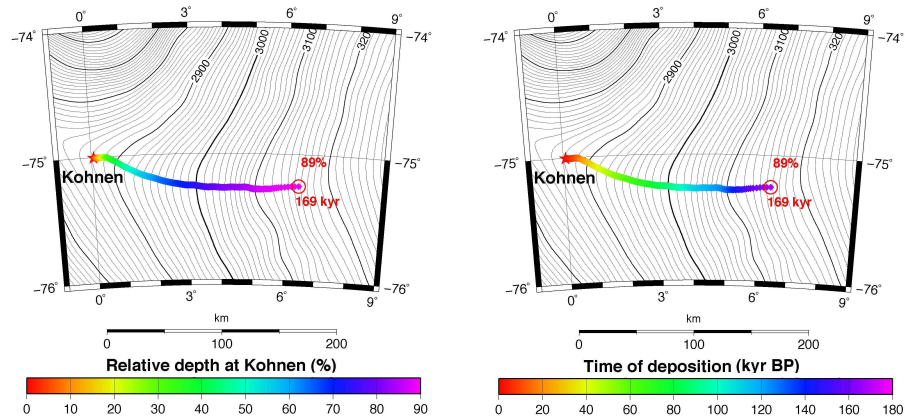 0° 3° 6° 9°
−74° −74°
2900 3000 3100 320
−75° −75°
Kohnen
89%
169 kyr
−76° −76°
0° 3° 6° 9°
km
0 100 200
Relative depth at Kohnen (%)
0 10 20 30 40 50 60 70 80 90
0° 3° 6° 9°
−74° −74°
2900 3000 3100 320
−75° −75°
Kohnen
89%
169 kyr
−76° −76°
0° 3° 6° 9°
km
0 100 200
Time of deposition (kyr BP)
0 20 40 60 80 100 120 140 160 180